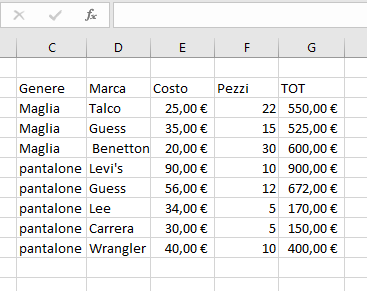 fx
C D E F G
Genere Marca Costo Pezzi TOT
Maglia Talco 25,00 € 22 550,00 €
Maglia Guess 35,00 € 15 525,00 €
Maglia Benetton 20,00 € 30 600,00 €
pantalone Levi's 90,00 € 10 900,00 €
pantalone Guess 56,00 € 12 672,00 €
pantalone Lee 34,00 € 5 170,00 €
pantalone Carrera 30,00 € 5 150,00 €
pantalone Wrangler 40,00 € 10 400,00 €